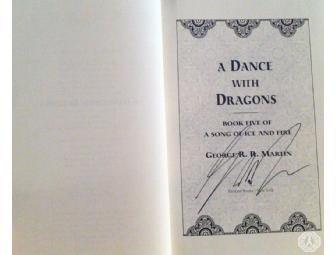 A DANCE
WITH
DRAGONS
BOOK FIVE OF
A SONG OF ICE AND FIRE
GEORGE R. R. MARTIN